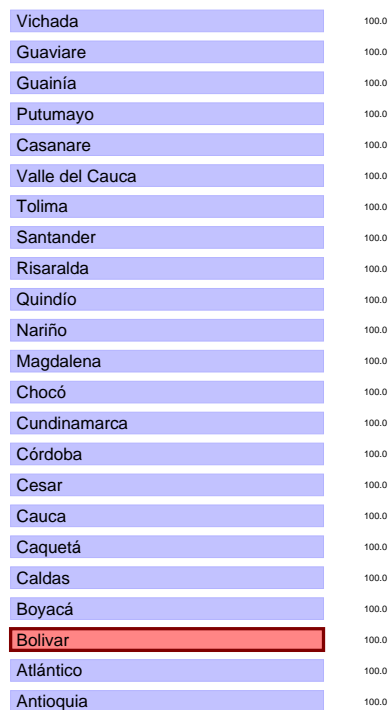 Vichada 100.0
Guaviare 100.0
Guainía 100.0
Putumayo 100.0
Casanare 100.0
Valle del Cauca 100.0
Tolima 100.0
Santander 100.0
Risaralda 100.0
Quindío 100.0
Nariño 100.0
Magdalena 100.0
Chocó 100.0
Cundinamarca 100.0
Córdoba 100.0
Cesar 100.0
Cauca 100.0
Caquetá 100.0
Caldas 100.0
Boyacá 100.0
Bolivar 100.0
Atlántico 100.0
Antioquia 100.0